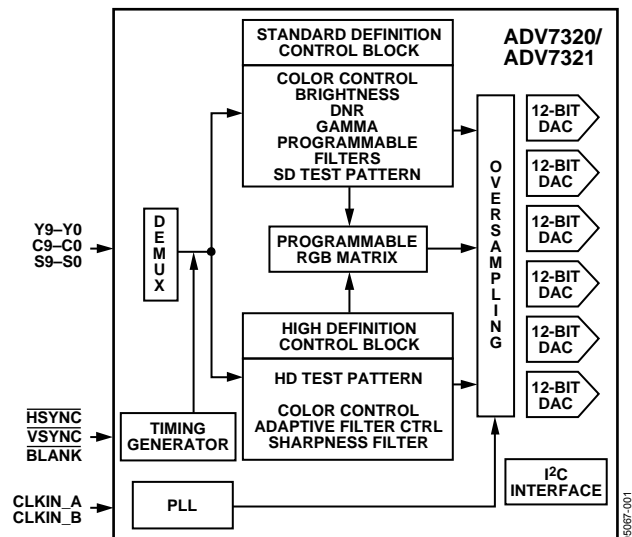 STANDARD DEFINITION
CONTROL BLOCK
COLOR CONTROL
BRIGHTNESS
DNR
GAMMA
PROGRAMMABLE
FILTERS
SD TEST PATTERN
ADV7320/
ADV7321
Y9–Y0
C9–C0
S9–S0
DEMUX
PROGRAMMABLE
RGB MATRIX
OVERSAMPLING
12-BIT
DAC
12-BIT
DAC
12-BIT
DAC
12-BIT
DAC
12-BIT
DAC
12-BIT
DAC
HIGH DEFINITION
CONTROL BLOCK
HD TEST PATTERN
COLOR CONTROL
ADAPTIVE FILTER CTRL
SHARPNESS FILTER
HSYNC
VSYNC
BLANK
TIMING
GENERATOR
CLKIN_A
CLKIN_B
PLL
I²C
INTERFACE
05067-001